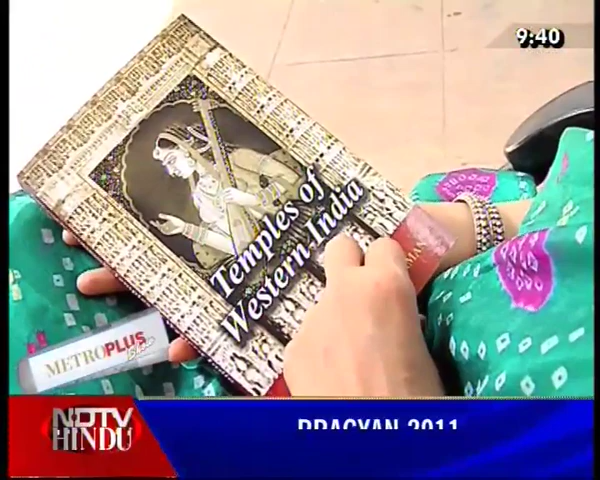 9:40
Temples of
Western India
METROPLUS
NDTV
HINDU
PRAGYAN 2011